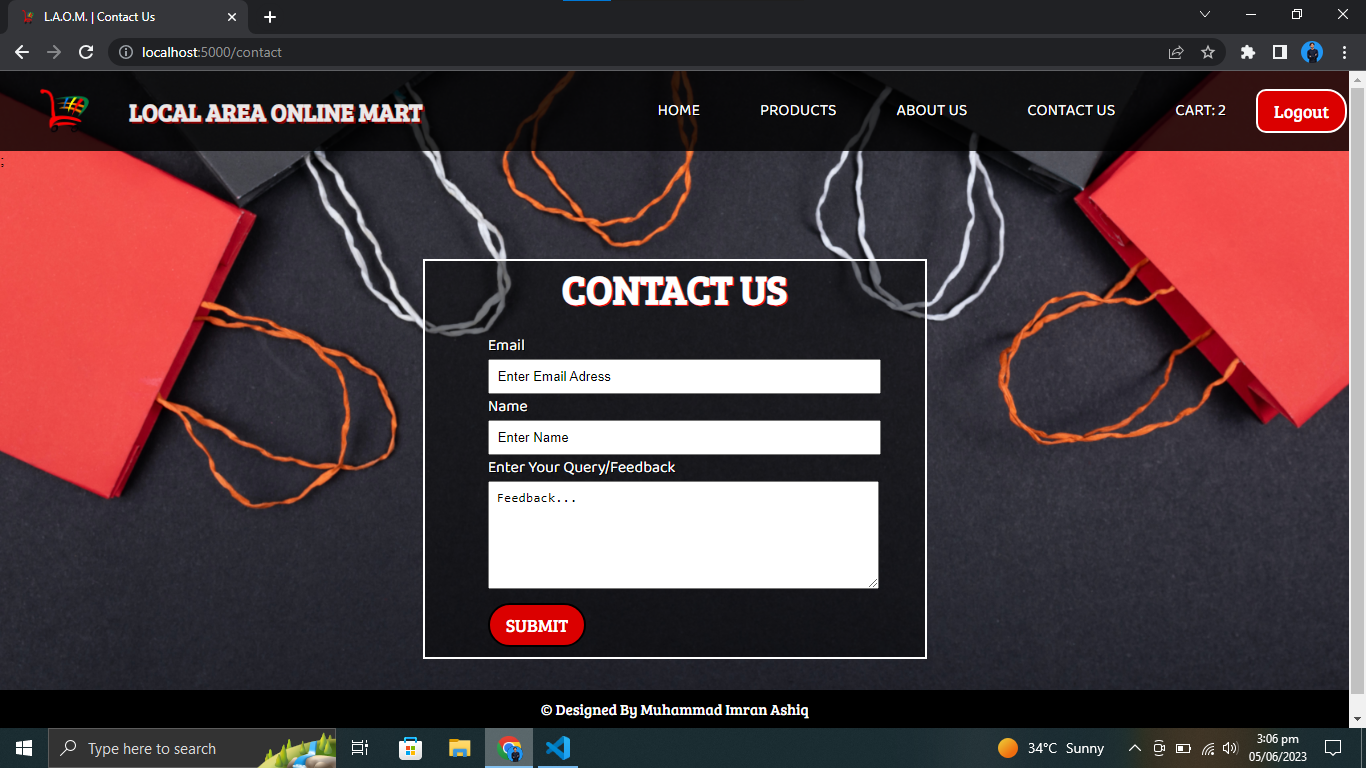 L.A.O.M. | Contact Us
localhost:5000/contact
LOCAL AREA ONLINE MART
HOME
PRODUCTS
ABOUT US
CONTACT US
CART: 2
Logout
;
CONTACT US
Email
Enter Email Adress
Name
Enter Name
Enter Your Query/Feedback
Feedback...
SUBMIT
© Designed By Muhammad Imran Ashiq
Type here to search
34°C Sunny
3:06 pm
05/06/2023